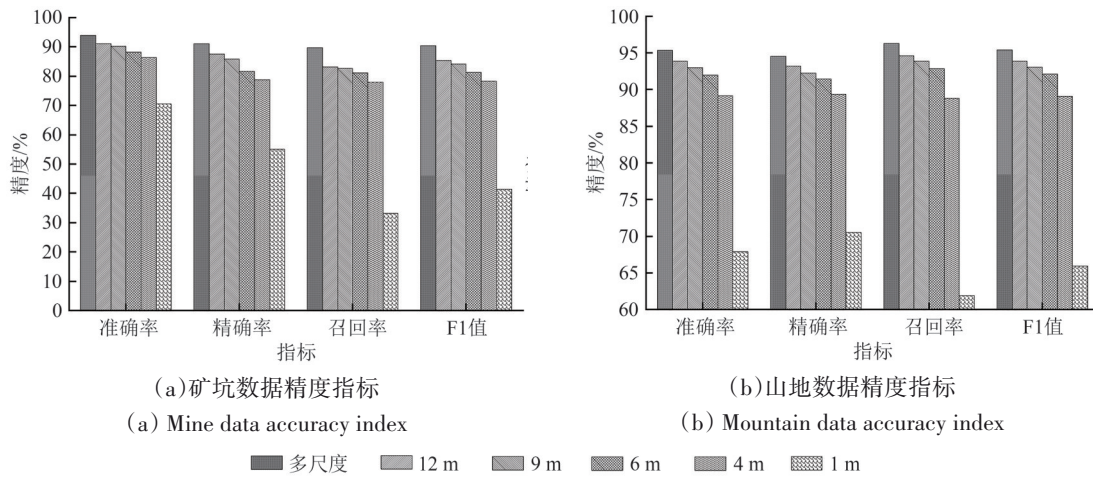 100
90
80
70
60
50
40
30
20
10
0
精度/%
准确率 精确率 召回率 F1值
指标
(a)矿坑数据精度指标
(a) Mine data accuracy index
100
95
90
85
80
75
70
65
60
精度/%
准确率 精确率 召回率 F1值
指标
(b)山地数据精度指标
(b) Mountain data accuracy index
多尺度 12 m 9 m 6 m 4 m 1 m